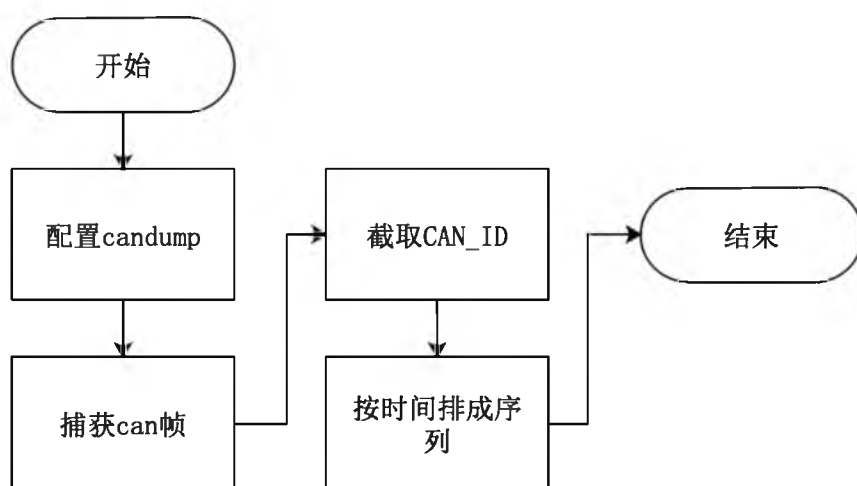 开始
配置candump
捕获can帧
截取CAN_ID
按时间排成序
列
结束